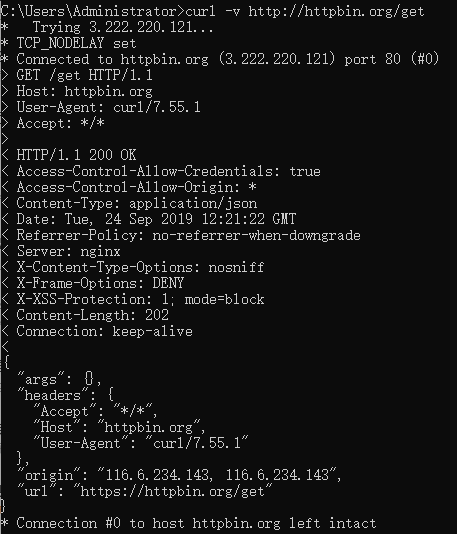 C:\Users\Administrator>curl -v http://httpbin.org/get
*   Trying 3.222.220.121...
* TCP_NODELAY set
* Connected to httpbin.org (3.222.220.121) port 80 (#0)
> GET /get HTTP/1.1
> Host: httpbin.org
> User-Agent: curl/7.55.1
> Accept: */*
>
< HTTP/1.1 200 OK
< Access-Control-Allow-Credentials: true
< Access-Control-Allow-Origin: *
< Content-Type: application/json
< Date: Tue, 24 Sep 2019 12:21:22 GMT
< Referrer-Policy: no-referrer-when-downgrade
< Server: nginx
< X-Content-Type-Options: nosniff
< X-Frame-Options: DENY
< X-XSS-Protection: 1; mode=block
< Content-Length: 202
< Connection: keep-alive
<
{
  "args": {},
  "headers": {
    "Accept": "*/*",
    "Host": "httpbin.org",
    "User-Agent": "curl/7.55.1"
  },
  "origin": "116.6.234.143, 116.6.234.143",
  "url": "https://httpbin.org/get"
}
* Connection #0 to host httpbin.org left intact